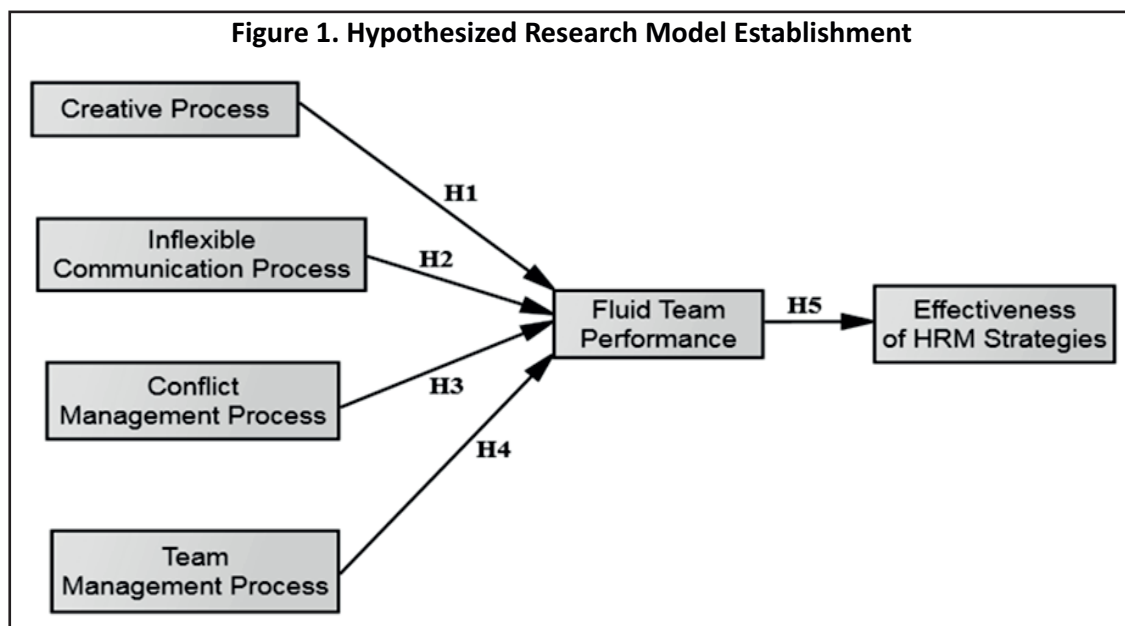 Figure 1. Hypothesized Research Model Establishment
Creative Process
H1
Inflexible
Communication Process
H2
Fluid Team
Performance
H5
Effectiveness
of HRM Strategies
Conflict
Management Process
H3
H4
Team
Management Process